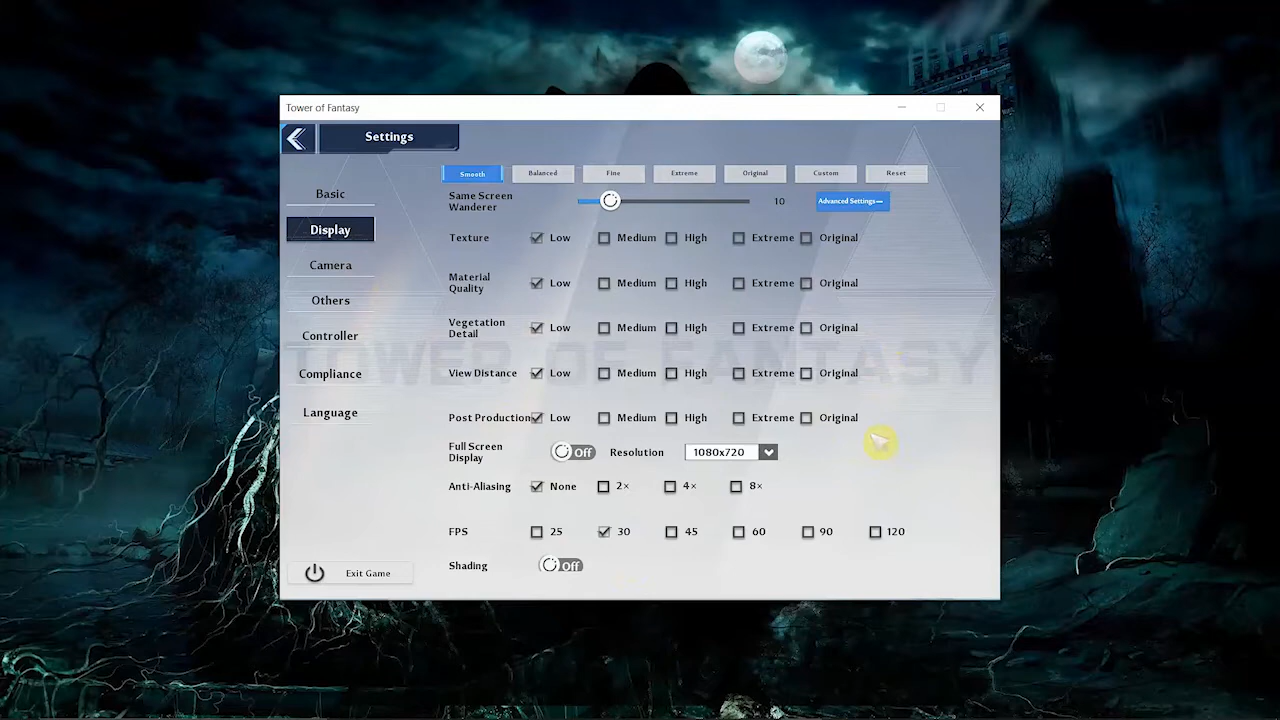 Tower of Fantasy
Settings
Smooth Balanced Fine Extreme Original Custom Reset
Basic
Same Screen
Wanderer
10
Advanced Settings
Display
Texture Low Medium High Extreme Original
Camera
Material
Quality
Low Medium High Extreme Original
Others
Vegetation
Detail
Low Medium High Extreme Original
Controller
TOWER OF FANTASY
Compliance
View Distance Low Medium High Extreme Original
Language
Post Production Low Medium High Extreme Original
Full Screen
Display
Off Resolution 1080x720
Anti-Aliasing None 2× 4× 8×
FPS 25 30 45 60 90 120
Shading Off
Exit Game